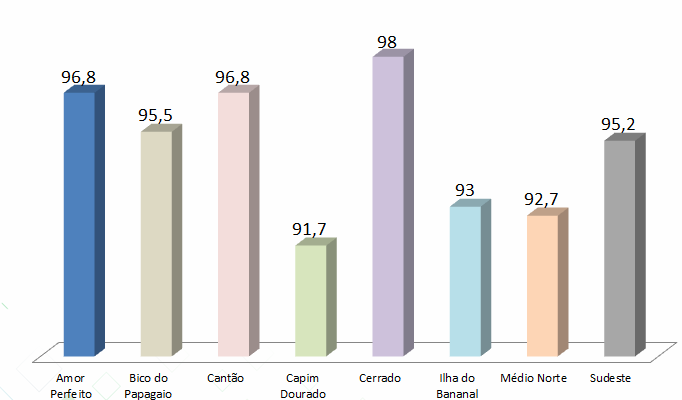 98
96,8
96,8
95,5
95,2
93
92,7
91,7
Amor
Perfeito
Bico do
Papagaio
Cantão
Capim
Dourado
Cerrado
Ilha do
Bananal
Médio Norte
Sudeste